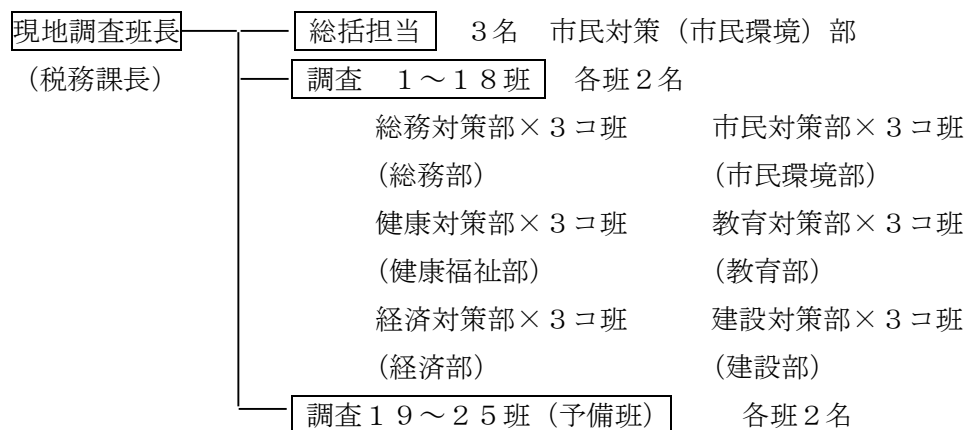 現地調査班長 総括担当 3名 市民対策（市民環境）部
（税務課長） 調査 1～18班 各班2名
総務対策部×3コ班 市民対策部×3コ班
（総務部） （市民環境部）
健康対策部×3コ班 教育対策部×3コ班
（健康福祉部） （教育部）
経済対策部×3コ班 建設対策部×3コ班
（経済部） （建設部）
調査19～25班（予備班） 各班2名